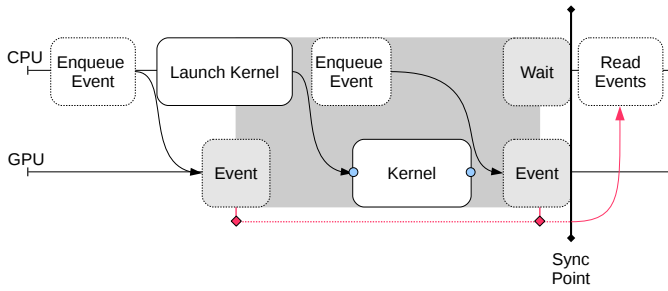 CPU
Enqueue
Event
Launch Kernel
Enqueue
Event
Wait
Read
Events
GPU
Event
Kernel
Event
Sync
Point